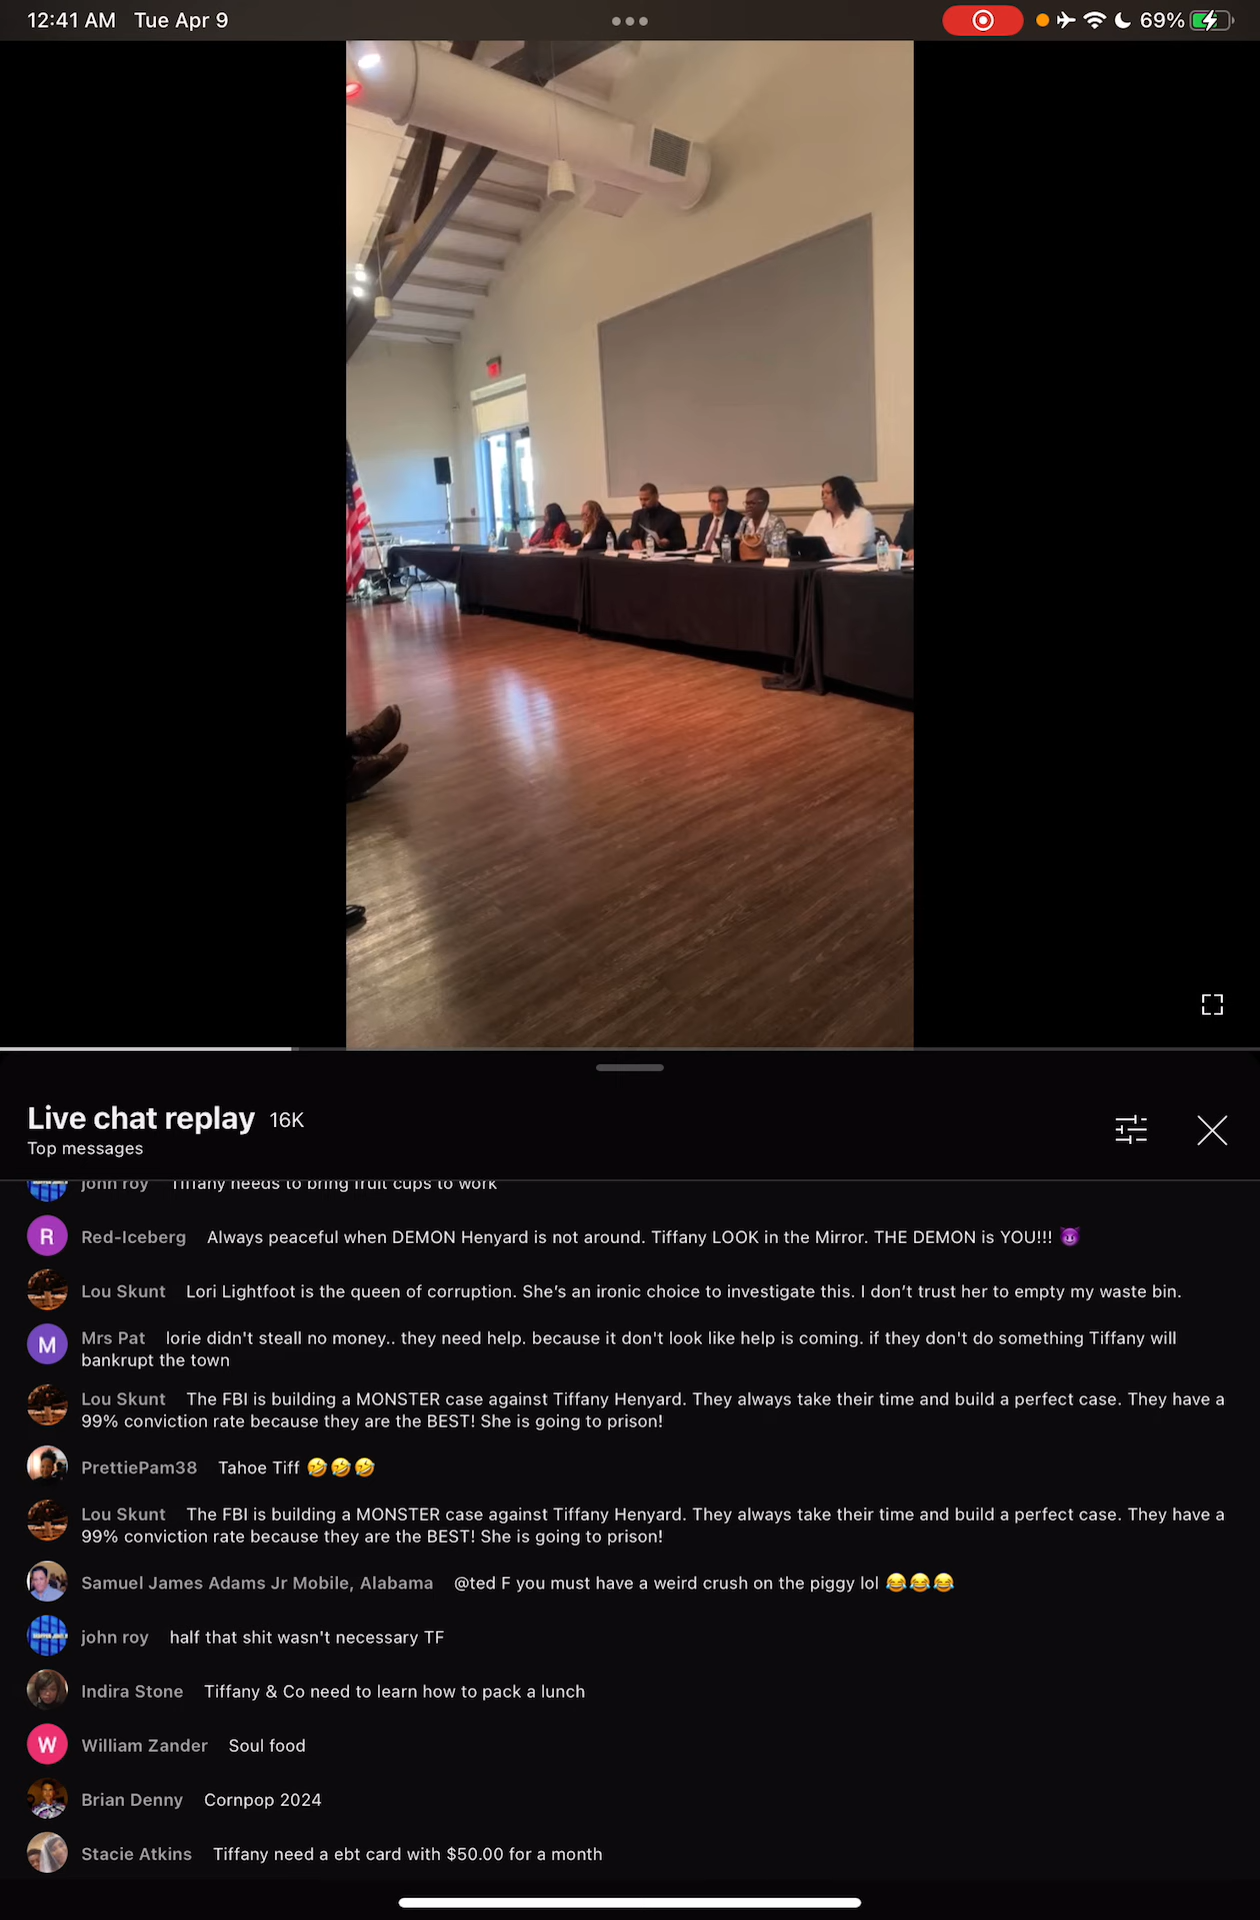 12:41 AM Tue Apr 9
69%
Live chat replay 16K
Top messages
john roy Tiffany needs to bring fruit cups to work
R Red-Iceberg Always peaceful when DEMON Henyard is not around. Tiffany LOOK in the Mirror. THE DEMON is YOU!!! 😈
Lou Skunt Lori Lightfoot is the queen of corruption. She’s an ironic choice to investigate this. I don’t trust her to empty my waste bin.
M Mrs Pat lorie didn't steall no money.. they need help. because it don't look like help is coming. if they don't do something Tiffany will
bankrupt the town
Lou Skunt The FBI is building a MONSTER case against Tiffany Henyard. They always take their time and build a perfect case. They have a
99% conviction rate because they are the BEST! She is going to prison!
PrettiePam38 Tahoe Tiff 🤣🤣🤣
Lou Skunt The FBI is building a MONSTER case against Tiffany Henyard. They always take their time and build a perfect case. They have a
99% conviction rate because they are the BEST! She is going to prison!
Samuel James Adams Jr Mobile, Alabama @ted F you must have a weird crush on the piggy lol 😂😂😂
john roy half that shit wasn't necessary TF
Indira Stone Tiffany & Co need to learn how to pack a lunch
W William Zander Soul food
Brian Denny Cornpop 2024
Stacie Atkins Tiffany need a ebt card with $50.00 for a month